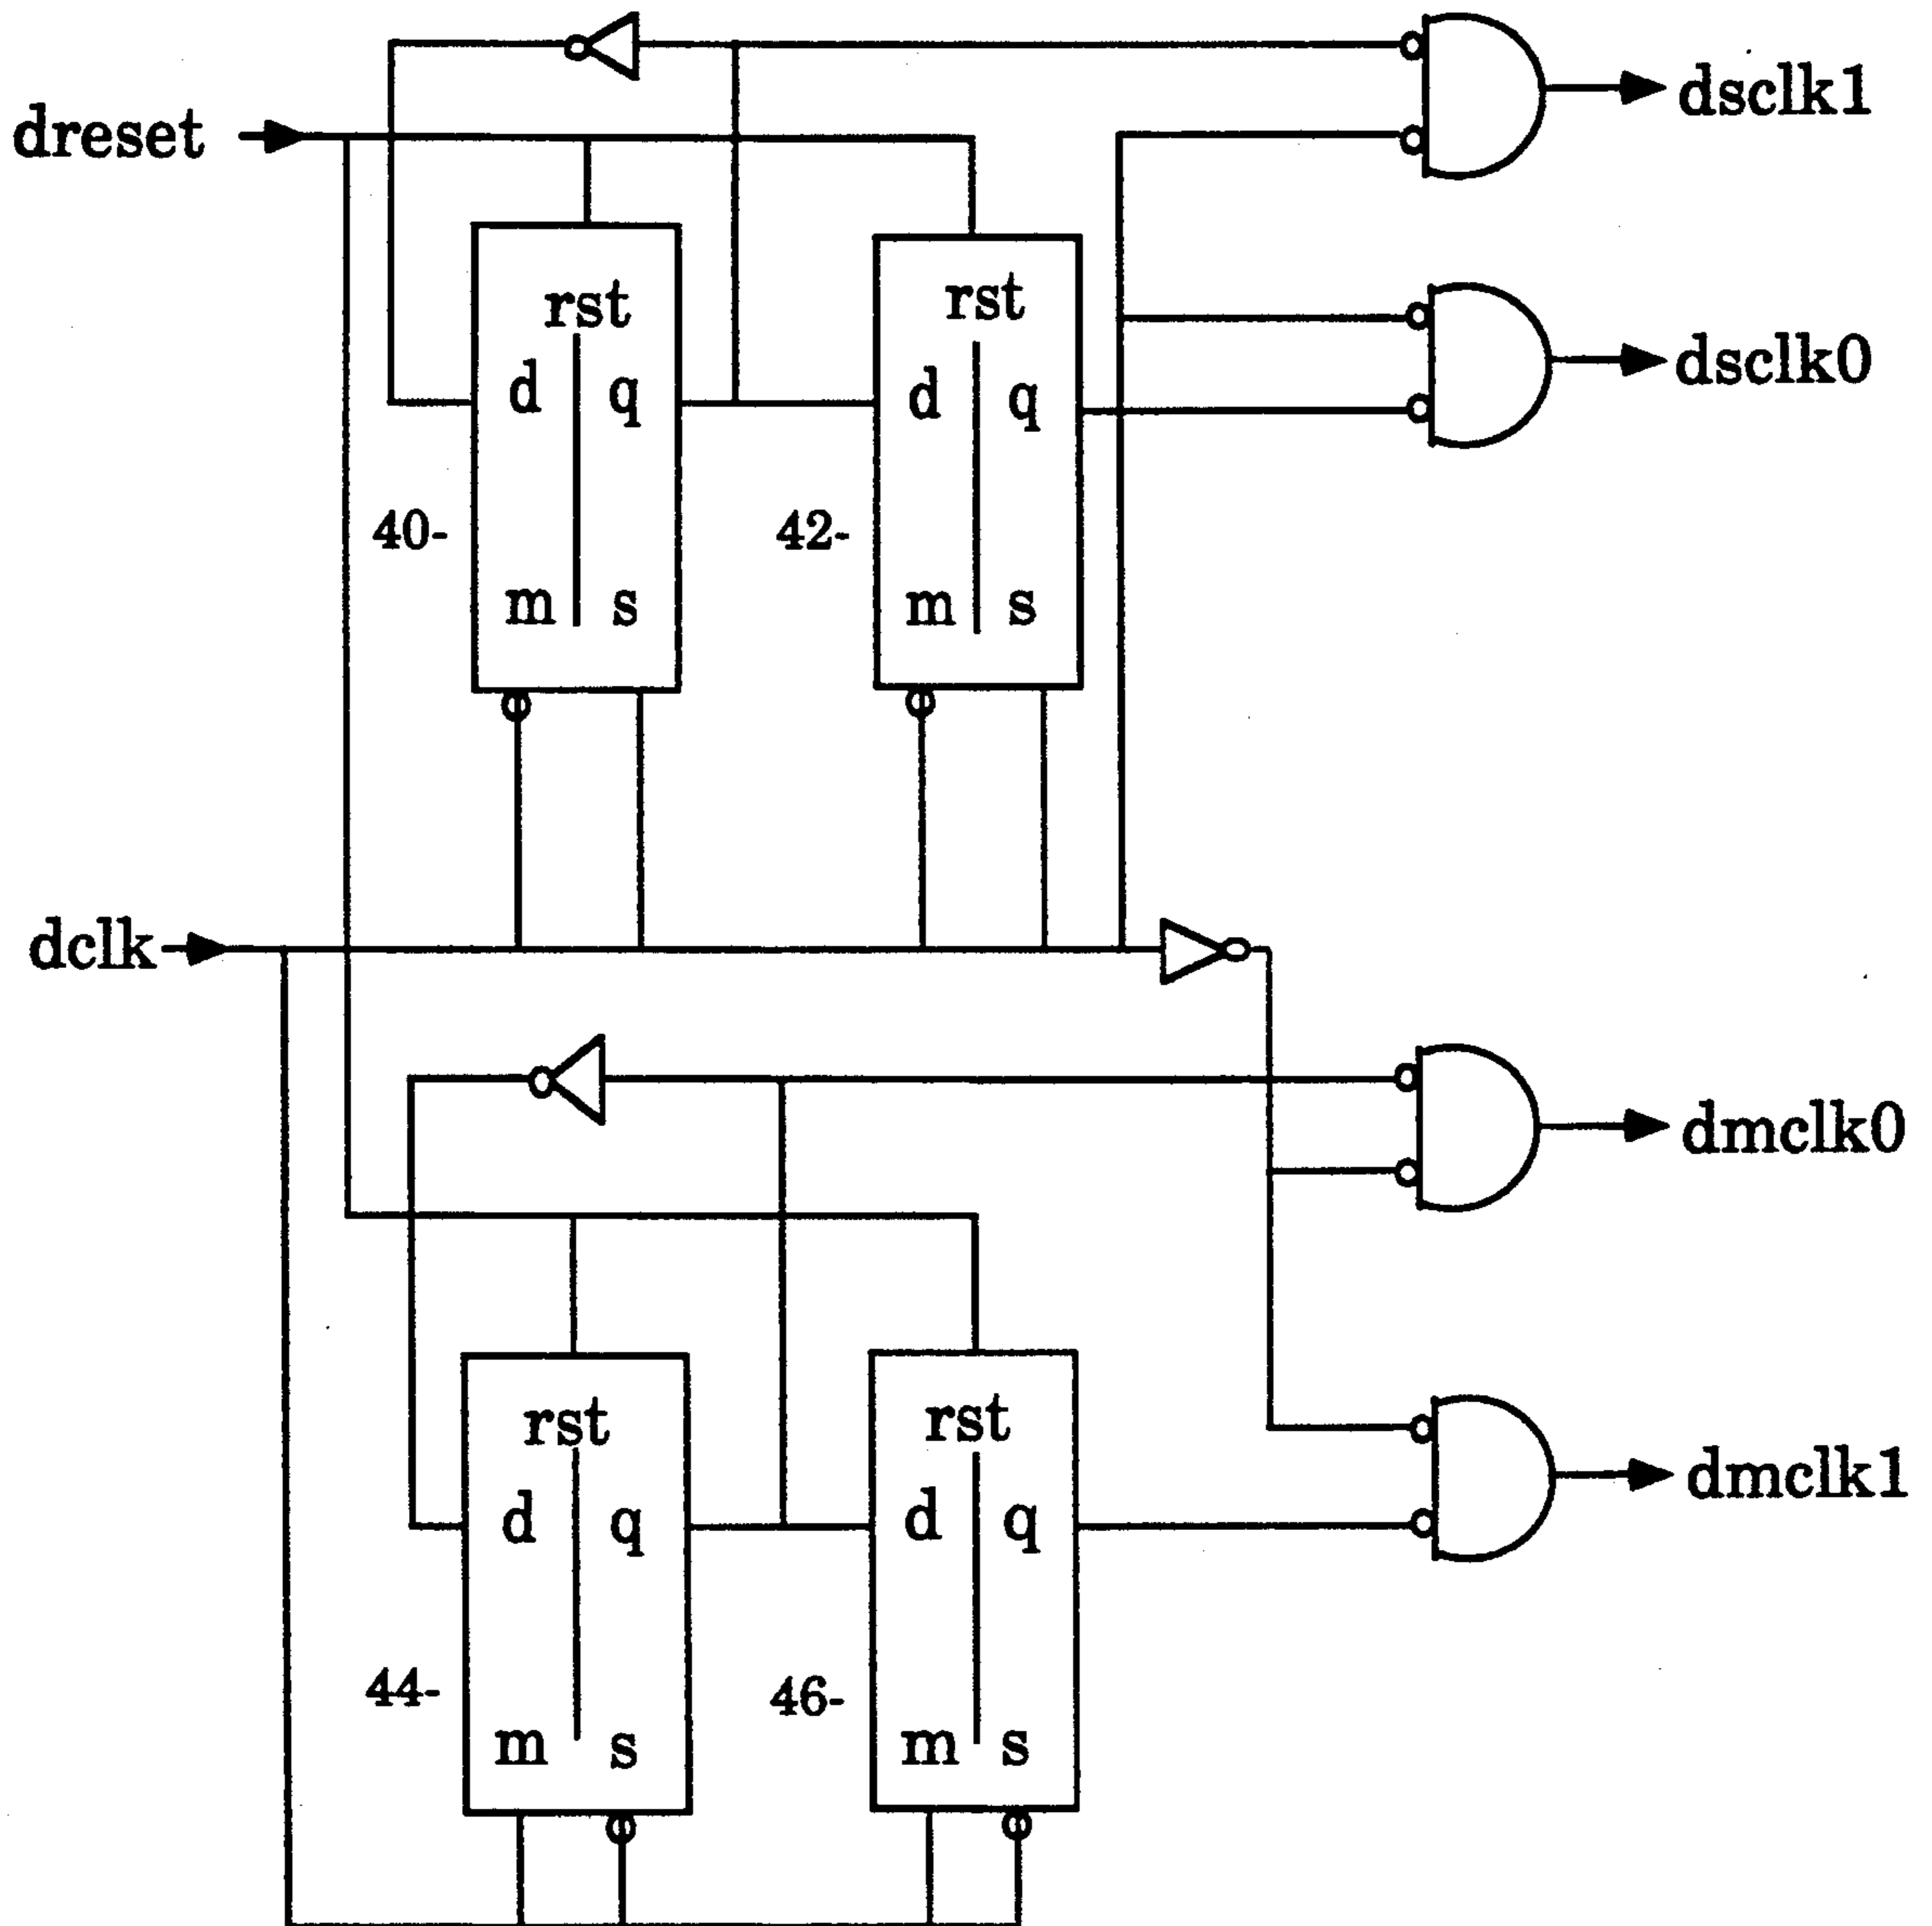 dsclk1
dreset
rst
rst
dsclk0
d q
d q
40-
42-
m s
m s
dclk
dmclk0
rst
rst
dmclk1
d q
d q
44-
46-
m s
m s